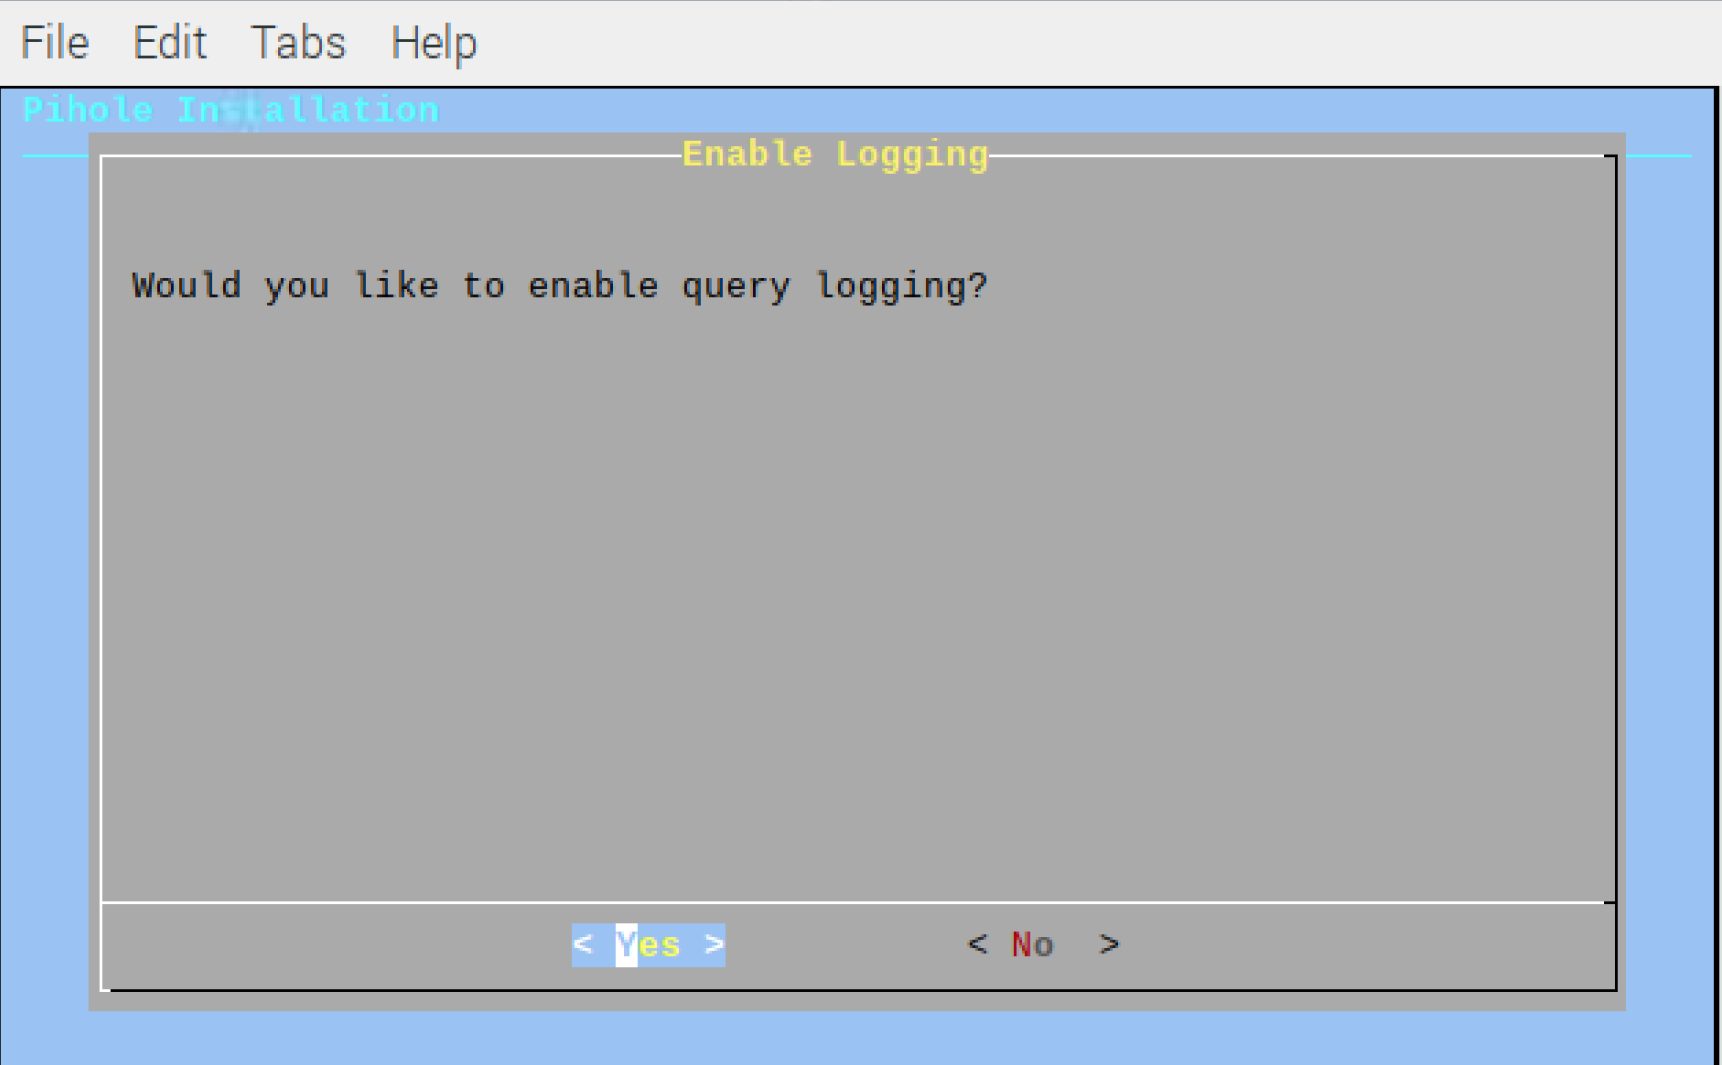 File Edit Tabs Help
Pihole Installation
Enable Logging
Would you like to enable query logging?
< Yes > < No >